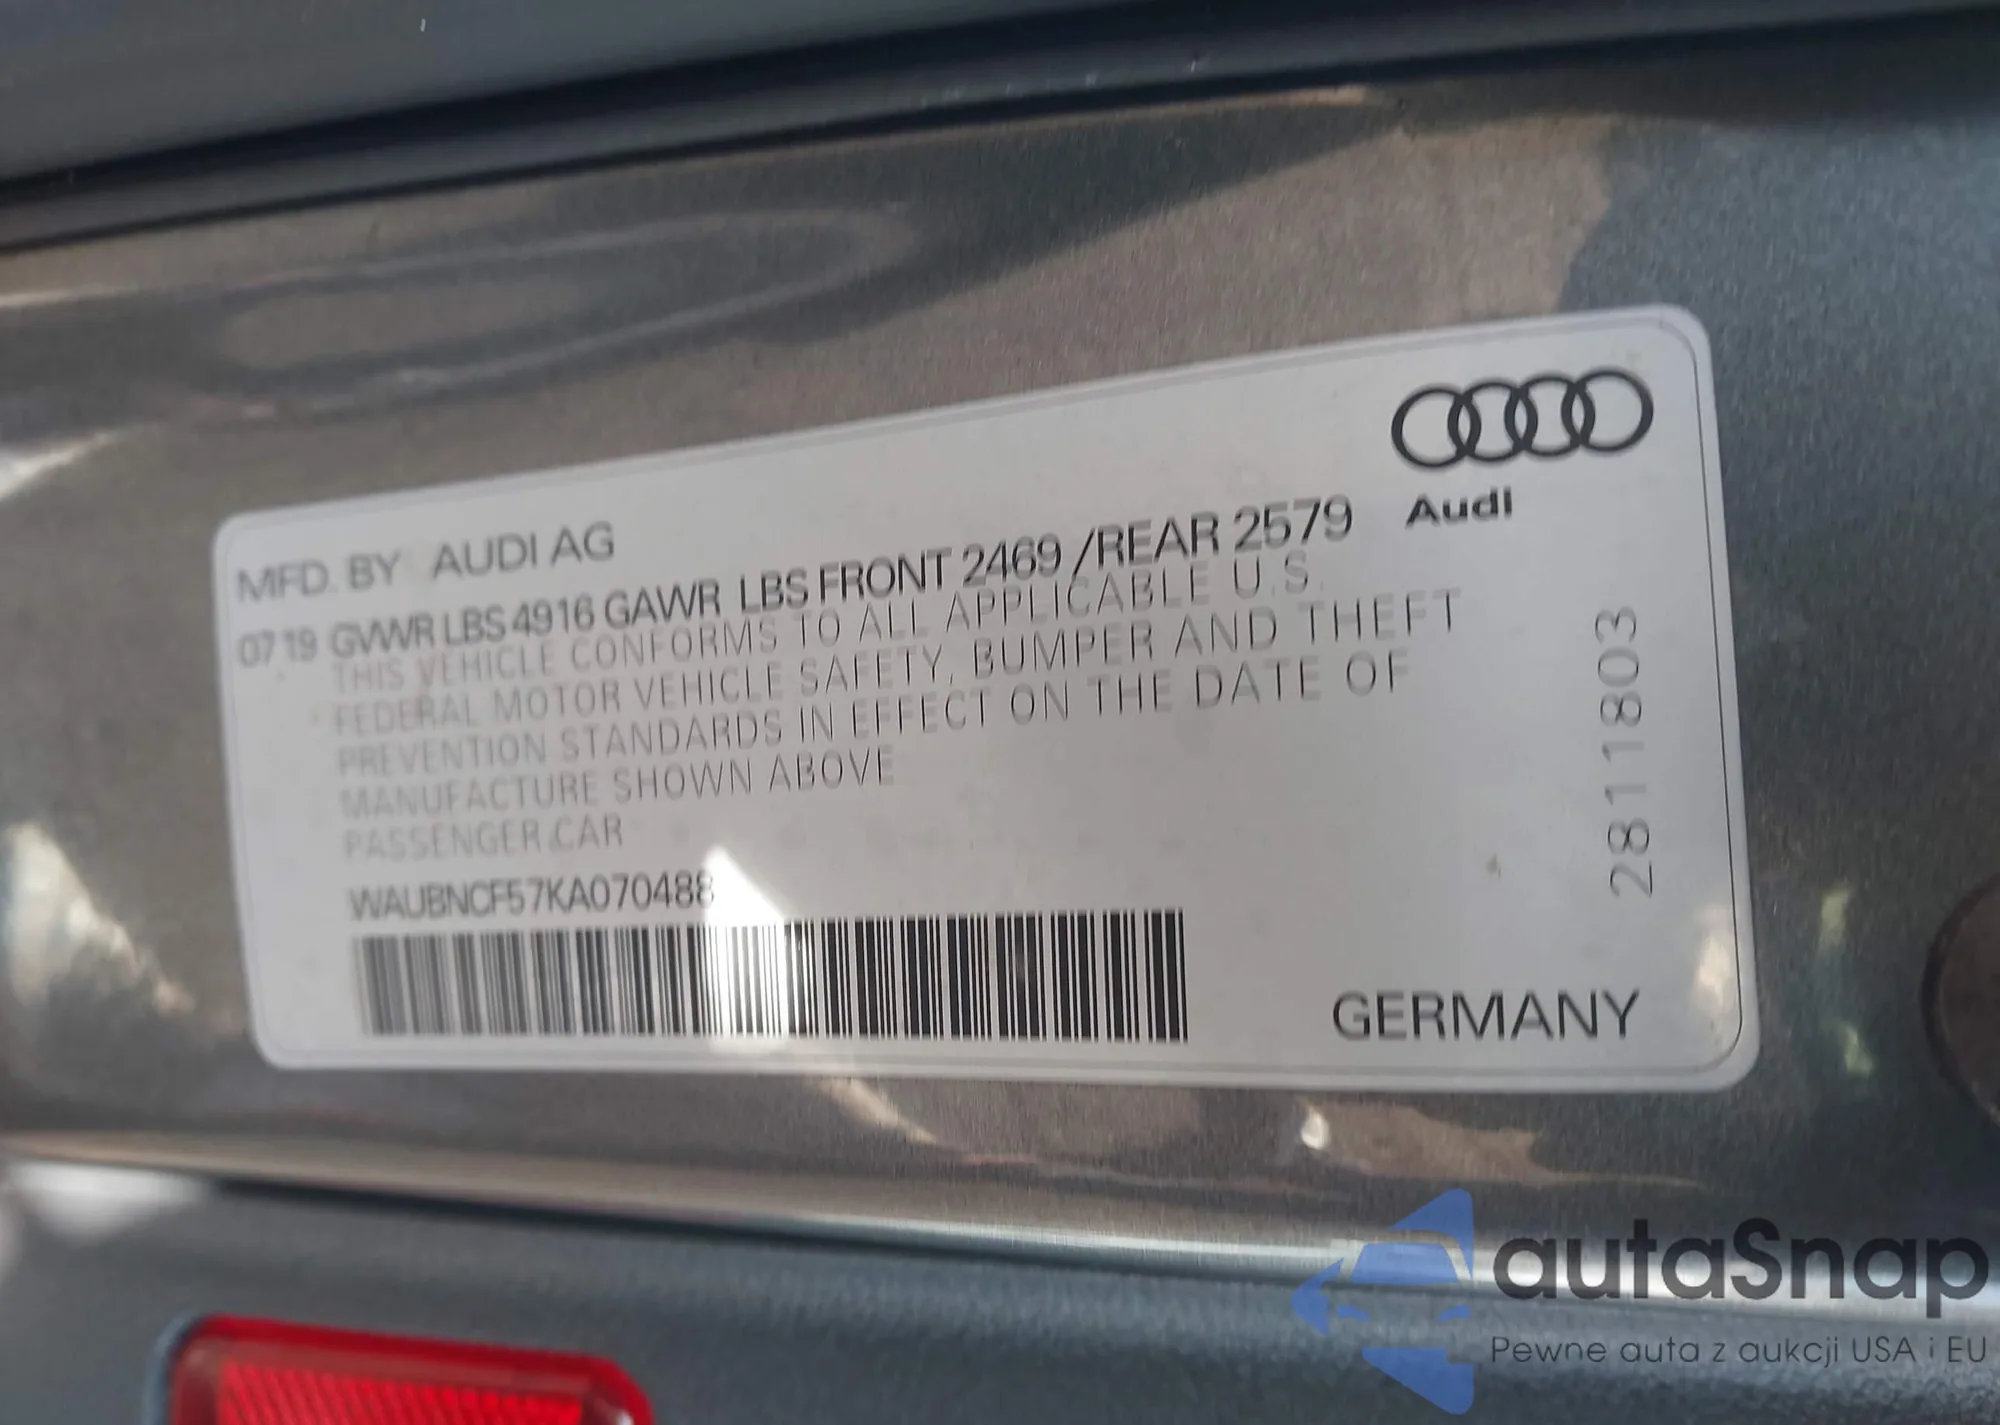 MFD. BY AUDI AG
07 19 GVWR LBS 4916 GAWR LBS FRONT 2469 /REAR 2579
THIS VEHICLE CONFORMS TO ALL APPLICABLE U.S.
FEDERAL MOTOR VEHICLE SAFETY, BUMPER AND THEFT
PREVENTION STANDARDS IN EFFECT ON THE DATE OF
MANUFACTURE SHOWN ABOVE
PASSENGER CAR
WAUBNCF57KA070488
Audi
2811803
GERMANY
autaSnap
Pewne auta z aukcji USA i EU